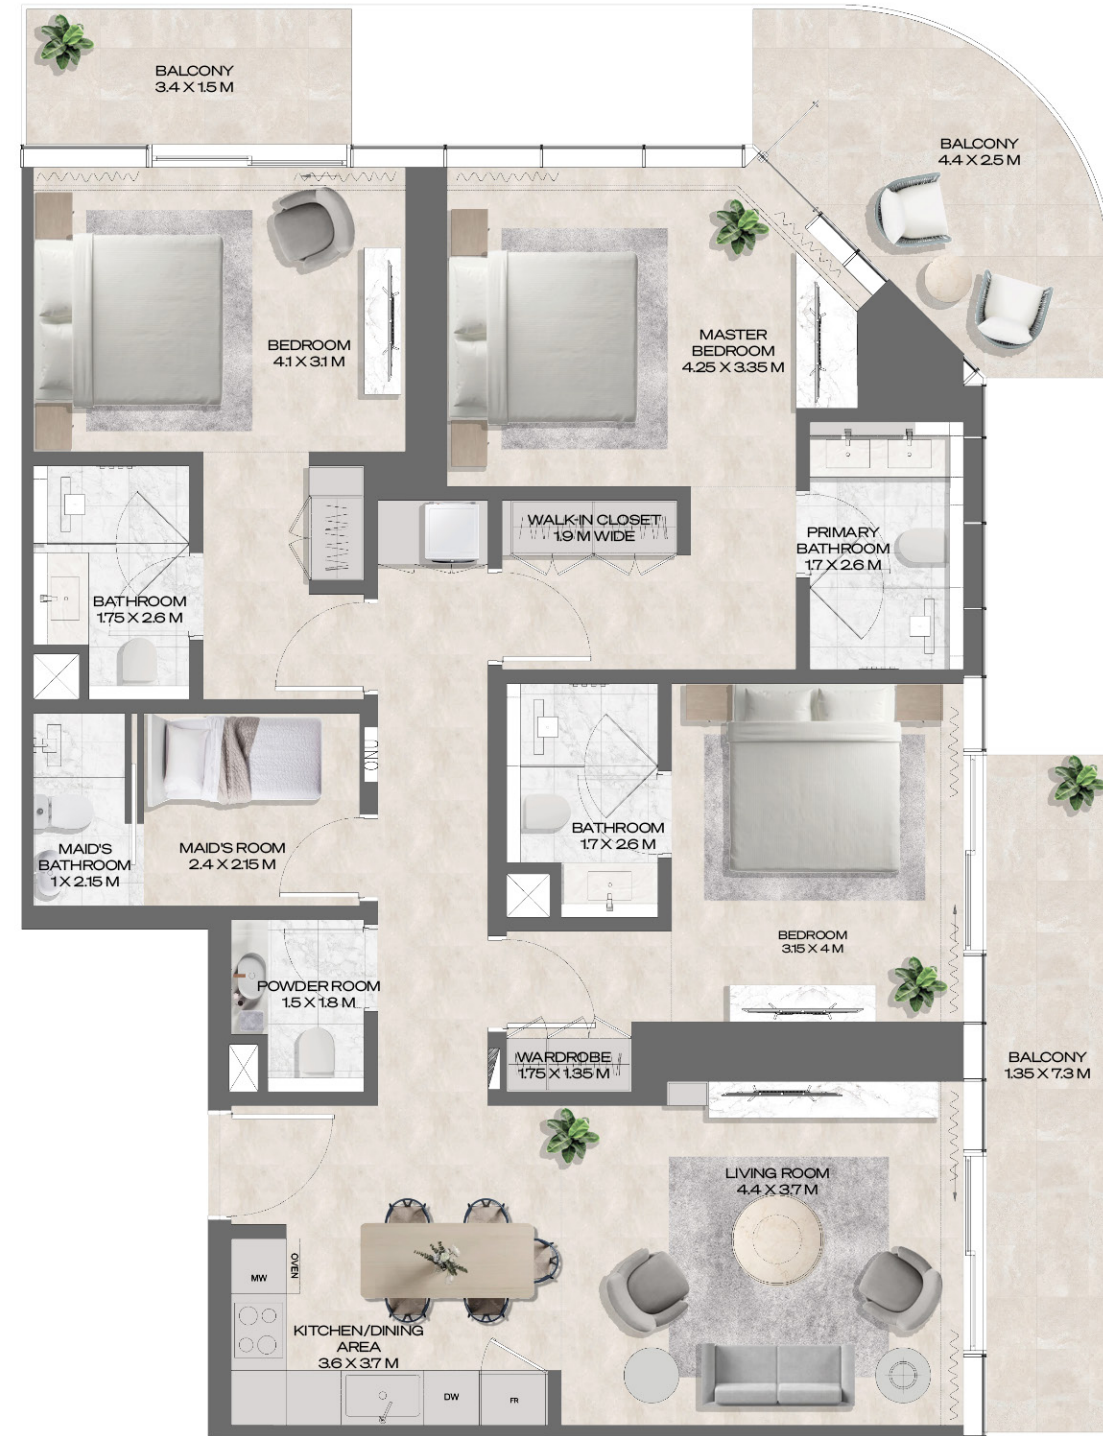 BALCONY
3.4 X 1.5 M
BALCONY
4.4 X 2.5 M
BEDROOM
4.1 X 3.1 M
MASTER
BEDROOM
4.25 X 3.35 M
WALK-IN CLOSET
1.9 M WIDE
PRIMARY
BATHROOM
1.7 X 2.6 M
BATHROOM
1.75 X 2.6 M
DNO
MAID'S
BATHROOM
1 X 2.15 M
MAID'S ROOM
2.4 X 2.15 M
BATHROOM
1.7 X 2.6 M
BEDROOM
3.15 X 4 M
POWDER ROOM
1.5 X 1.8 M
WARDROBE
1.75 X 1.35 M
BALCONY
1.35 X 7.3 M
LIVING ROOM
4.4 X 3.7 M
OVEN
MW
KITCHEN/DINING
AREA
3.6 X 3.7 M
DW
FR